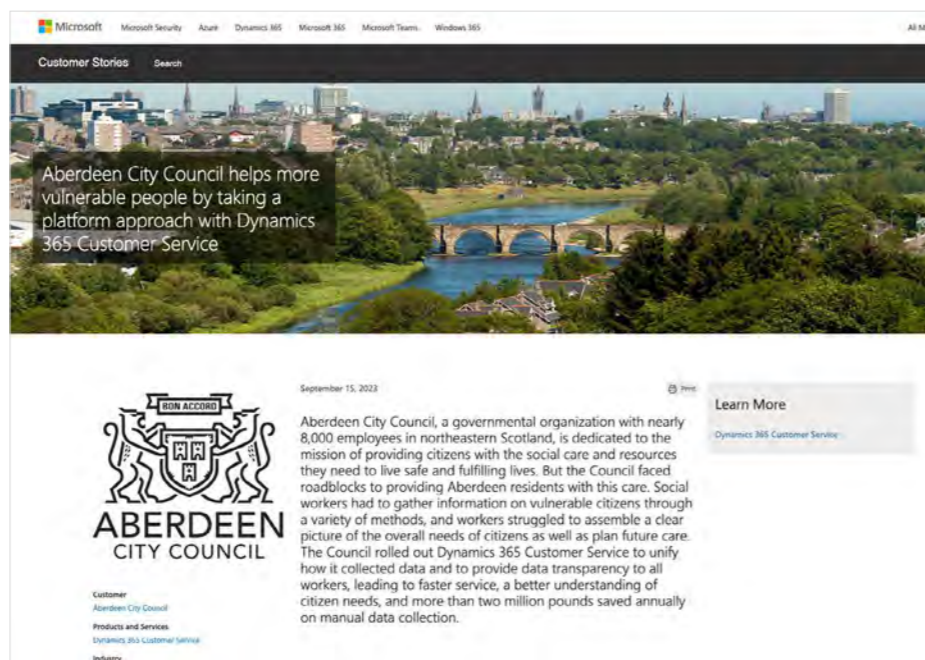 Microsoft Microsoft Security Azure Dynamics 365 Microsoft 365 Microsoft Teams Windows 365
All M
Customer Stories Search
Aberdeen City Council helps more
vulnerable people by taking a
platform approach with Dynamics
365 Customer Service
BON ACCORD
ABERDEEN
CITY COUNCIL
Customer
Aberdeen City Council
Products and Services
Dynamics 365 Customer Service
Industry
September 15, 2023
Print
Aberdeen City Council, a governmental organization with nearly
8,000 employees in northeastern Scotland, is dedicated to the
mission of providing citizens with the social care and resources
they need to live safe and fulfilling lives. But the Council faced
roadblocks to providing Aberdeen residents with this care. Social
workers had to gather information on vulnerable citizens through
a variety of methods, and workers struggled to assemble a clear
picture of the overall needs of citizens as well as plan future care.
The Council rolled out Dynamics 365 Customer Service to unify
how it collected data and to provide data transparency to all
workers, leading to faster service, a better understanding of
citizen needs, and more than two million pounds saved annually
on manual data collection.
Learn More
Dynamics 365 Customer Service